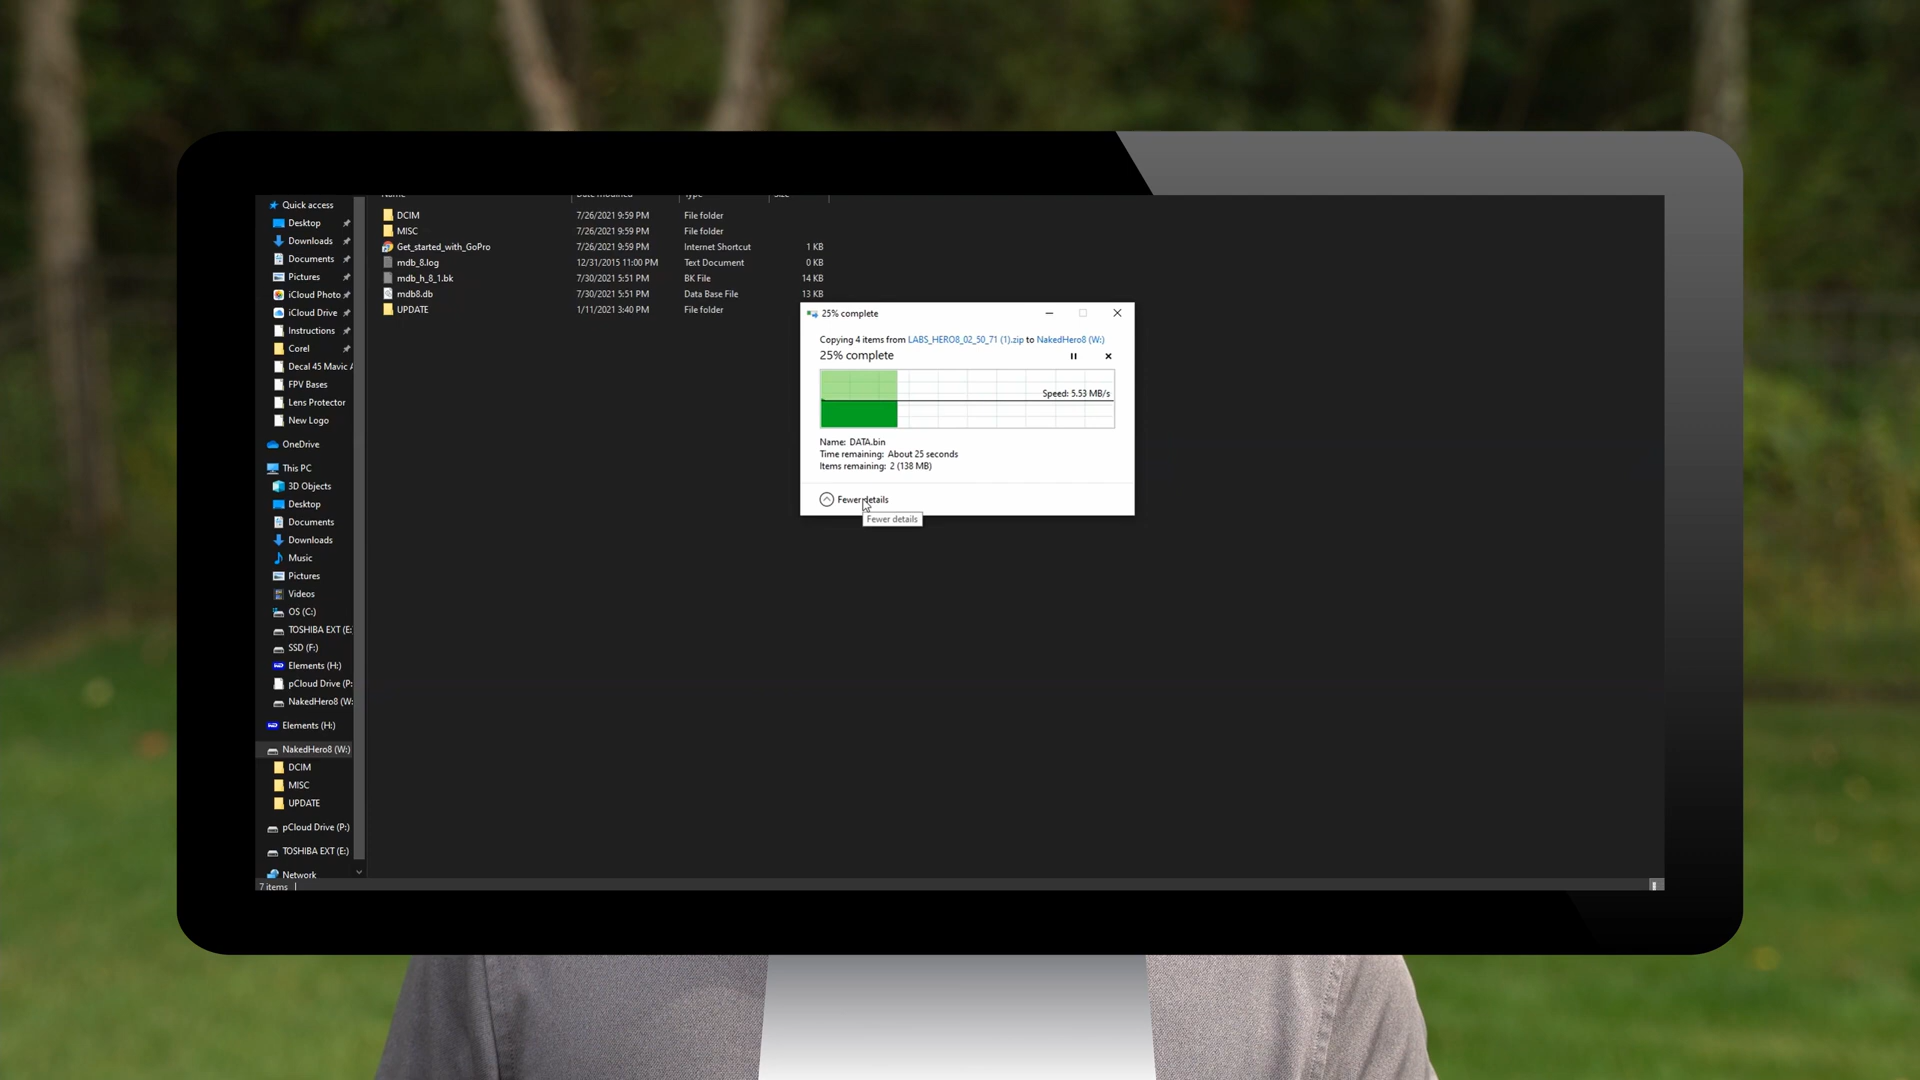 Name Date modified Type Size
Quick access
Desktop
Downloads
Documents
Pictures
iCloud Photo
iCloud Drive
Instructions
Corel
Decal 45 Mavic A
FPV Bases
Lens Protector
New Logo
OneDrive
This PC
3D Objects
Desktop
Documents
Downloads
Music
Pictures
Videos
OS (C:)
TOSHIBA EXT (E:
SSD (F:)
Elements (H:)
pCloud Drive (P:
NakedHero8 (W:
Elements (H:)
NakedHero8 (W:)
DCIM
MISC
UPDATE
pCloud Drive (P:)
TOSHIBA EXT (E:)
Network
7 items
DCIM 7/26/2021 9:59 PM File folder
MISC 7/26/2021 9:59 PM File folder
Get_started_with_GoPro 7/26/2021 9:59 PM Internet Shortcut 1 KB
mdb_8.log 12/31/2015 11:00 PM Text Document 0 KB
mdb_h_8_1.bk 7/30/2021 5:51 PM BK File 14 KB
mdb8.db 7/30/2021 5:51 PM Data Base File 13 KB
UPDATE 1/11/2021 3:40 PM File folder
25% complete
Copying 4 items from LABS_HERO8_02_50_71 (1).zip to NakedHero8 (W:)
25% complete
Speed: 5.53 MB/s
Name: DATA.bin
Time remaining: About 25 seconds
Items remaining: 2 (138 MB)
Fewer details
Fewer details